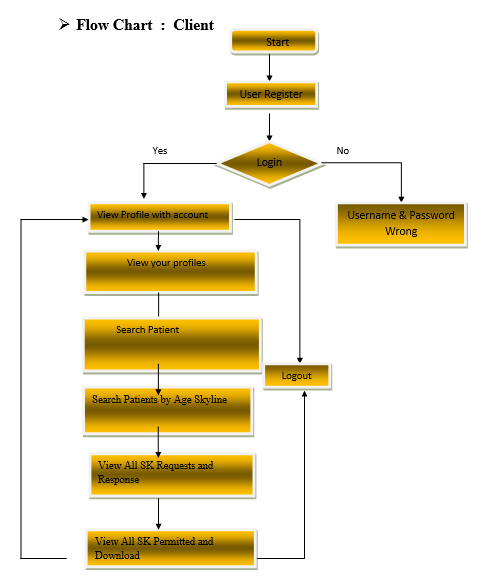 ➢ Flow Chart : Client
Start
User Register
Login
Yes
No
View Profile with account
Username & Password
Wrong
View your profiles
Search Patient
Logout
Search Patients by Age Skyline
View All SK Requests and
Response
View All SK Permitted and
Download